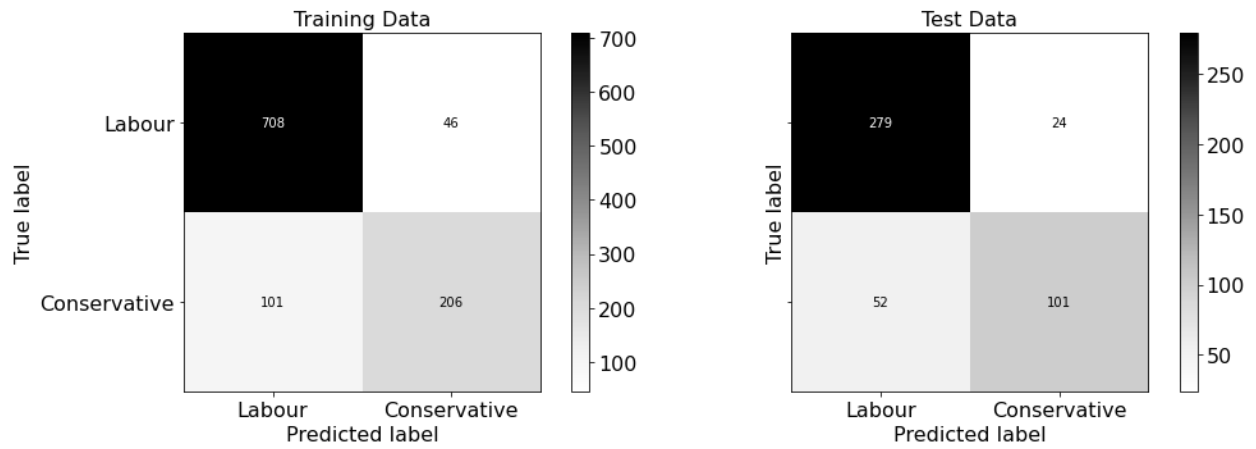 Training Data
True label
Labour
Conservative
708
46
101
206
Labour
Conservative
Predicted label
700
600
500
400
300
200
100
Test Data
True label
279
24
52
101
Labour
Conservative
Predicted label
250
200
150
100
50